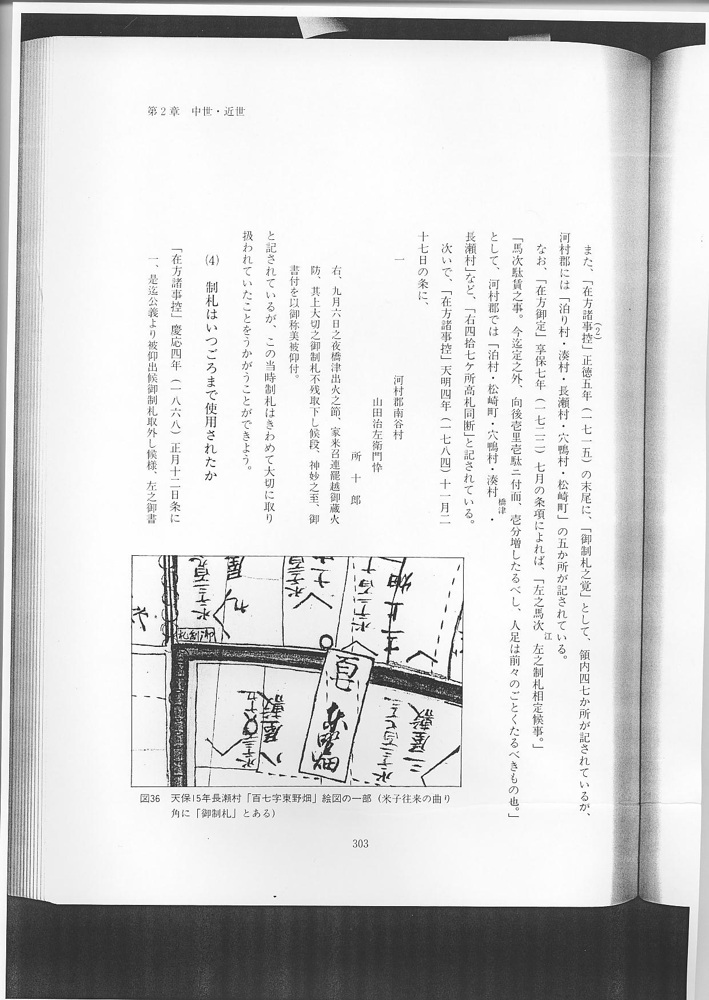 第2章　中世・近世
また、「在方諸事控」(2)正徳五年（一七一五）の末尾に、「御制札之覚」として、領内四七か所が記されているが、
河村郡には「泊り村・湊村・長瀬村・穴鴨村・松崎町」の五か所が記されている。
なお、「在方御定」享保七年（一七二二）七月の条項によれば、「左之馬次江左之制札相定候事。」
「馬次駄賃之事。今迄定之外、向後壱里壱駄ニ付而、壱分増したるべし、人足は前々のごとくたるべきもの也。」
として、河村郡では「泊村・松崎町・穴鴨村・湊村橋津・
長瀬村」など、「右四拾七ケ所高札同断」と記されている。
次いで、「在方諸事控」天明四年（一七八四）十一月二
十七日の条に、
一　河村郡南谷村
山田治左衛門忰
所十郎
右、九月六日之夜橋津出火之節、家来召連罷越御蔵火
防、其上大切之御制札不残取下し候段、神妙之至、御
書付を以御称美被仰付。
と記されているが、この当時制札はきわめて大切に取り
扱われていたことをうかがうことができよう。
(4)　制札はいつごろまで使用されたか
「在方諸事控」慶応四年（一八六八）正月十二日条に
一、是迄公義より被仰出候御制札取外し候様、左之御書
御制札
図36　天保15年長瀬村「百七字東野畑」絵図の一部（米子往来の曲り
角に「御制札」とある）
303